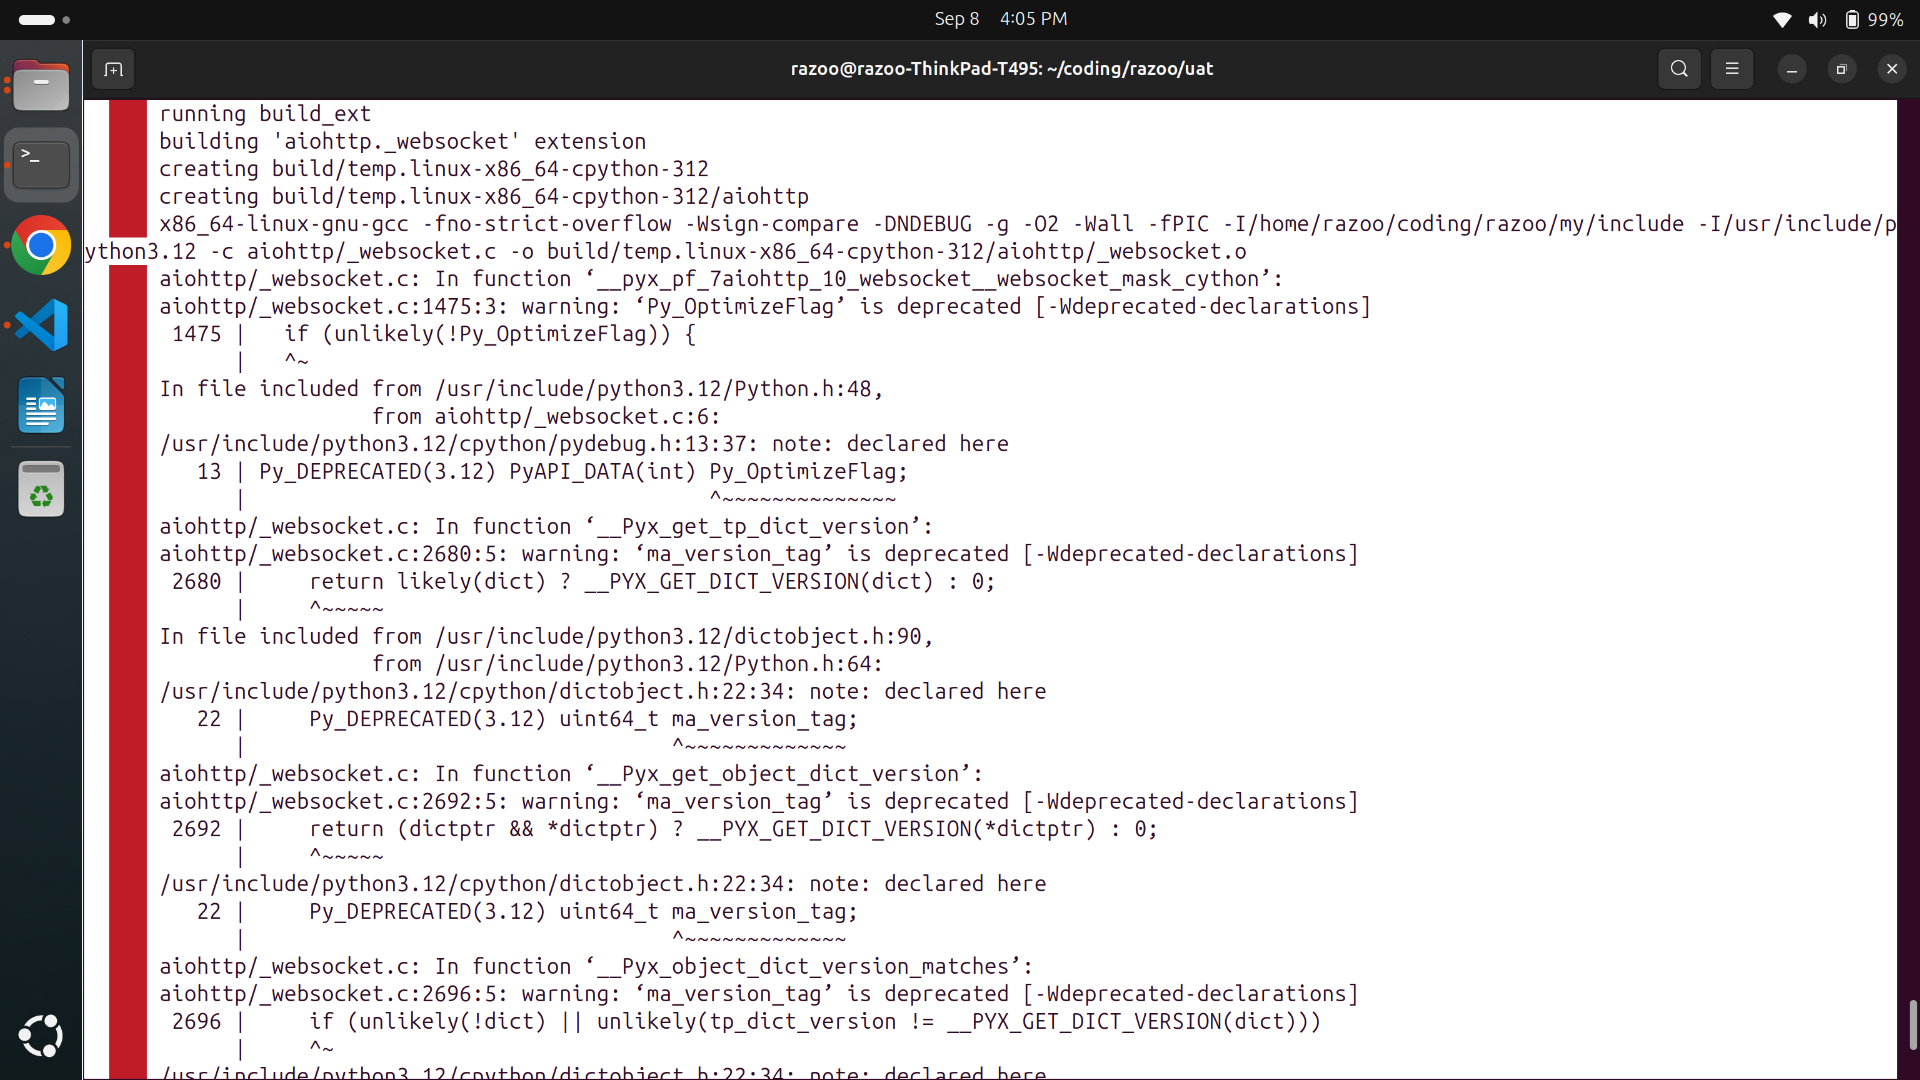 Sep 8 4:05 PM
99%
razoo@razoo-ThinkPad-T495: ~/coding/razoo/uat
running build_ext
building 'aiohttp._websocket' extension
creating build/temp.linux-x86_64-cpython-312
creating build/temp.linux-x86_64-cpython-312/aiohttp
x86_64-linux-gnu-gcc -fno-strict-overflow -Wsign-compare -DNDEBUG -g -O2 -Wall -fPIC -I/home/razoo/coding/razoo/my/include -I/usr/include/p
ython3.12 -c aiohttp/_websocket.c -o build/temp.linux-x86_64-cpython-312/aiohttp/_websocket.o
aiohttp/_websocket.c: In function ‘__pyx_pf_7aiohttp_10_websocket__websocket_mask_cython’:
aiohttp/_websocket.c:1475:3: warning: ‘Py_OptimizeFlag’ is deprecated [-Wdeprecated-declarations]
 1475 |   if (unlikely(!Py_OptimizeFlag)) {
      |   ^~
In file included from /usr/include/python3.12/Python.h:48,
                 from aiohttp/_websocket.c:6:
/usr/include/python3.12/cpython/pydebug.h:13:37: note: declared here
   13 | Py_DEPRECATED(3.12) PyAPI_DATA(int) Py_OptimizeFlag;
      |                                     ^~~~~~~~~~~~~~~
aiohttp/_websocket.c: In function ‘__Pyx_get_tp_dict_version’:
aiohttp/_websocket.c:2680:5: warning: ‘ma_version_tag’ is deprecated [-Wdeprecated-declarations]
 2680 |     return likely(dict) ? __PYX_GET_DICT_VERSION(dict) : 0;
      |     ^~~~~~
In file included from /usr/include/python3.12/dictobject.h:90,
                 from /usr/include/python3.12/Python.h:64:
/usr/include/python3.12/cpython/dictobject.h:22:34: note: declared here
   22 |     Py_DEPRECATED(3.12) uint64_t ma_version_tag;
      |                                  ^~~~~~~~~~~~~~
aiohttp/_websocket.c: In function ‘__Pyx_get_object_dict_version’:
aiohttp/_websocket.c:2692:5: warning: ‘ma_version_tag’ is deprecated [-Wdeprecated-declarations]
 2692 |     return (dictptr && *dictptr) ? __PYX_GET_DICT_VERSION(*dictptr) : 0;
      |     ^~~~~~
/usr/include/python3.12/cpython/dictobject.h:22:34: note: declared here
   22 |     Py_DEPRECATED(3.12) uint64_t ma_version_tag;
      |                                  ^~~~~~~~~~~~~~
aiohttp/_websocket.c: In function ‘__Pyx_object_dict_version_matches’:
aiohttp/_websocket.c:2696:5: warning: ‘ma_version_tag’ is deprecated [-Wdeprecated-declarations]
 2696 |     if (unlikely(!dict) || unlikely(tp_dict_version != __PYX_GET_DICT_VERSION(dict)))
      |     ^~
/usr/include/python3.12/cpython/dictobject.h:22:34: note: declared here